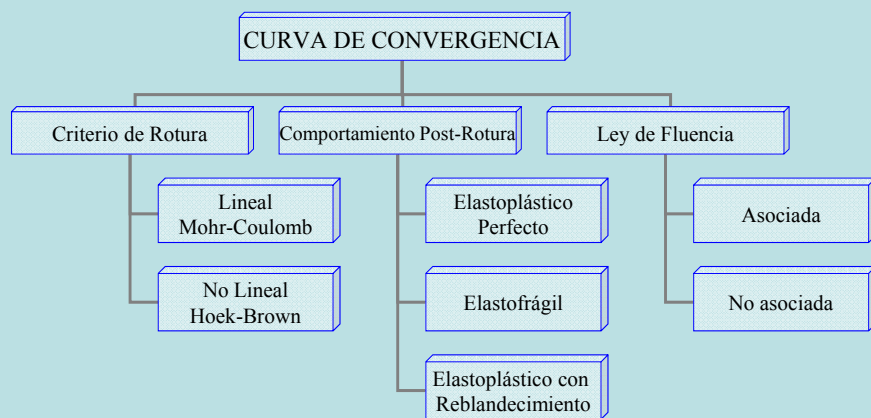 CURVA DE CONVERGENCIA
Criterio de Rotura
Comportamiento Post-Rotura
Ley de Fluencia
Lineal
Mohr-Coulomb
No Lineal
Hoek-Brown
Elastoplástico
Perfecto
Elastofrágil
Elastoplástico con
Reblandecimiento
Asociada
No asociada